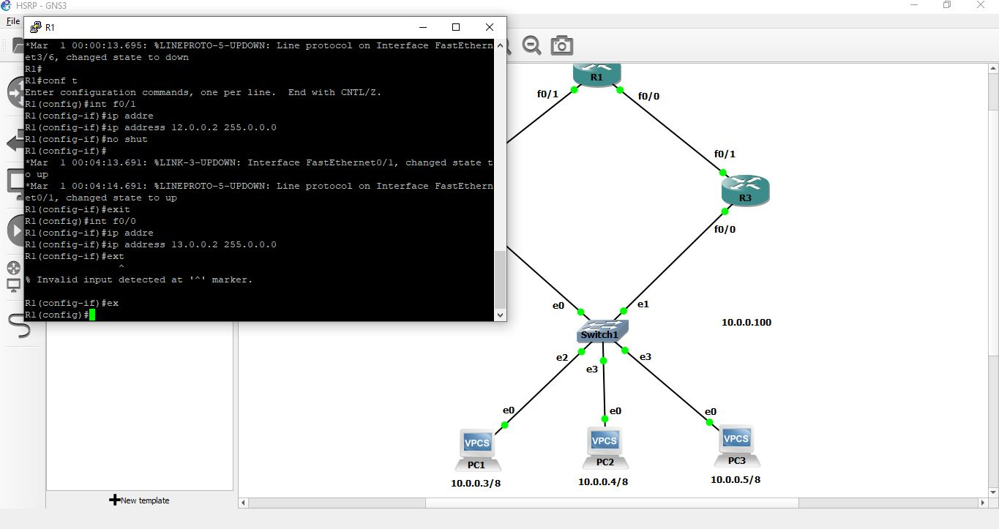 HSRP - GNS3
File
R1
*Mar  1 00:00:13.695: %LINEPROTO-5-UPDOWN: Line protocol on Interface FastEthern
et3/6, changed state to down
R1#
R1#conf t
Enter configuration commands, one per line.  End with CNTL/Z.
R1(config)#int f0/1
R1(config-if)#ip addre
R1(config-if)#ip address 12.0.0.2 255.0.0.0
R1(config-if)#no shut
R1(config-if)#
*Mar  1 00:04:13.691: %LINK-3-UPDOWN: Interface FastEthernet0/1, changed state t
o up
*Mar  1 00:04:14.691: %LINEPROTO-5-UPDOWN: Line protocol on Interface FastEthern
et0/1, changed state to up
R1(config-if)#exit
R1(config)#int f0/0
R1(config-if)#ip addre
R1(config-if)#ip address 13.0.0.2 255.0.0.0
R1(config-if)#ext
^
% Invalid input detected at '^' marker.
R1(config-if)#ex
R1(config)#
R1
f0/1
f0/0
f0/1
R3
f0/0
e0
e1
10.0.0.100
Switch1
e2
e3
e3
e0
e0
e0
VPCS
VPCS
VPCS
PC1
PC2
PC3
10.0.0.3/8
10.0.0.4/8
10.0.0.5/8
New template